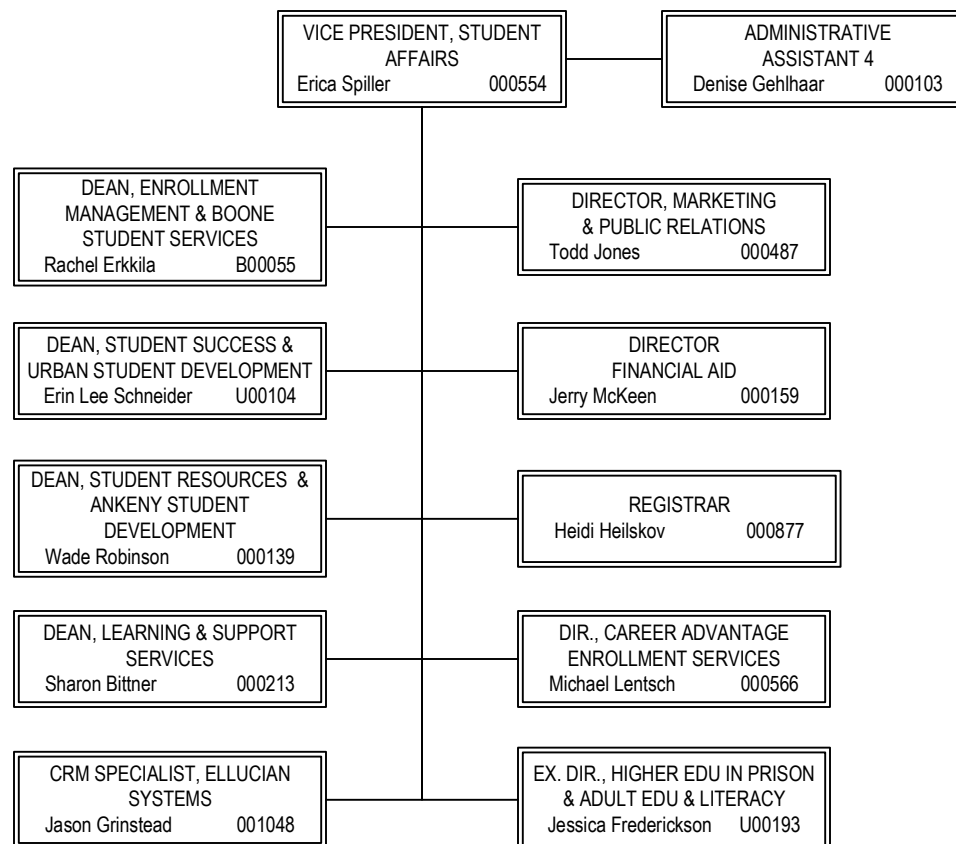 VICE PRESIDENT, STUDENT
AFFAIRS
Erica Spiller 000554
ADMINISTRATIVE
ASSISTANT 4
Denise Gehlhaar 000103
DEAN, ENROLLMENT
MANAGEMENT & BOONE
STUDENT SERVICES
Rachel Erkkila B00055
DIRECTOR, MARKETING
& PUBLIC RELATIONS
Todd Jones 000487
DEAN, STUDENT SUCCESS &
URBAN STUDENT DEVELOPMENT
Erin Lee Schneider U00104
DIRECTOR
FINANCIAL AID
Jerry McKeen 000159
DEAN, STUDENT RESOURCES &
ANKENY STUDENT
DEVELOPMENT
Wade Robinson 000139
REGISTRAR
Heidi Heilskov 000877
DEAN, LEARNING & SUPPORT
SERVICES
Sharon Bittner 000213
DIR., CAREER ADVANTAGE
ENROLLMENT SERVICES
Michael Lentsch 000566
CRM SPECIALIST, ELLUCIAN
SYSTEMS
Jason Grinstead 001048
EX. DIR., HIGHER EDU IN PRISON
& ADULT EDU & LITERACY
Jessica Frederickson U00193